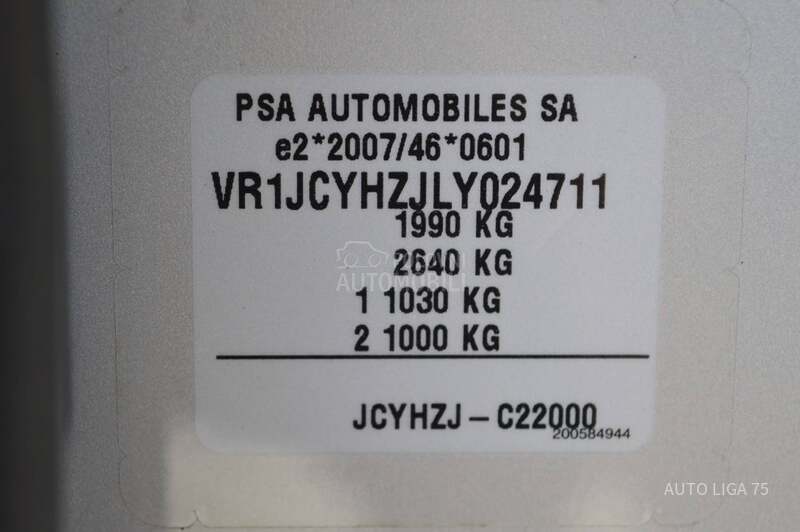 PSA AUTOMOBILES SA
e2*2007/46*0601
VR1JCYHZJLY024711
1990 KG
2640 KG
1 1030 KG
2 1000 KG
JCYHZJ – C22000
200584944
AUTOMOBILI
AUTO LIGA 75